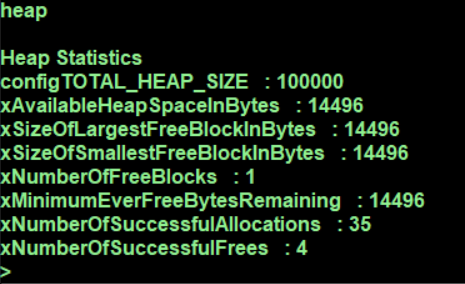 heap
Heap Statistics
configTOTAL_HEAP_SIZE : 100000
xAvailableHeapSpaceInBytes : 14496
xSizeOfLargestFreeBlockInBytes : 14496
xSizeOfSmallestFreeBlockInBytes : 14496
xNumberOfFreeBlocks : 1
xMinimumEverFreeBytesRemaining : 14496
xNumberOfSuccessfulAllocations : 35
xNumberOfSuccessfulFrees : 4
>